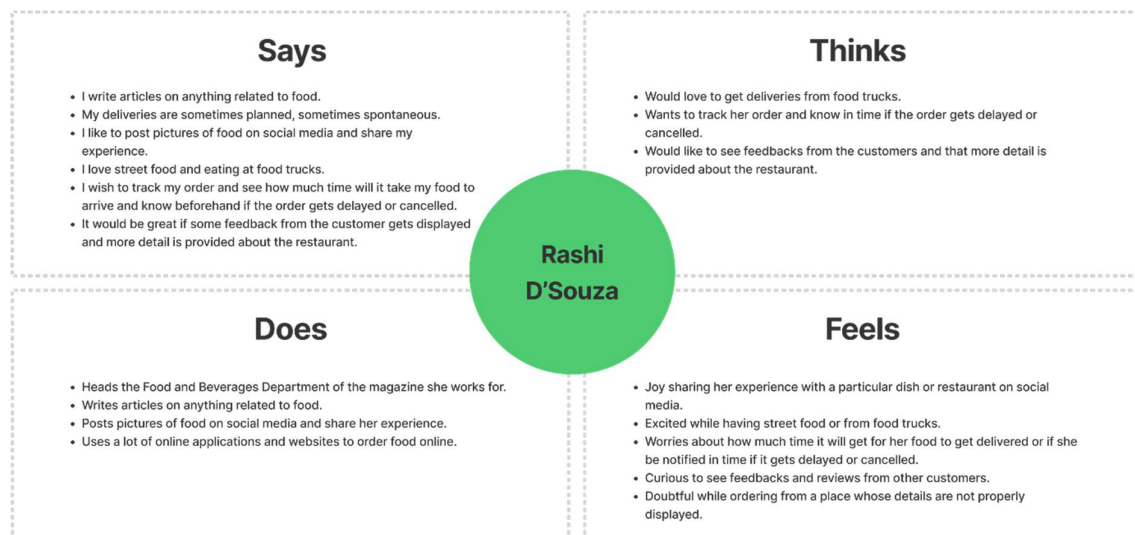 Says
• I write articles on anything related to food.
• My deliveries are sometimes planned, sometimes spontaneous.
• I like to post pictures of food on social media and share my
experience.
• I love street food and eating at food trucks.
• I wish to track my order and see how much time will it take my food to
arrive and know beforehand if the order gets delayed or cancelled.
• It would be great if some feedback from the customer gets displayed
and more detail is provided about the restaurant.
Thinks
• Would love to get deliveries from food trucks.
• Wants to track her order and know in time if the order gets delayed or
cancelled.
• Would like to see feedbacks from the customers and that more detail is
provided about the restaurant.
Rashi
D’Souza
Does
• Heads the Food and Beverages Department of the magazine she works for.
• Writes articles on anything related to food.
• Posts pictures of food on social media and share her experience.
• Uses a lot of online applications and websites to order food online.
Feels
• Joy sharing her experience with a particular dish or restaurant on social
media.
• Excited while having street food or from food trucks.
• Worries about how much time it will get for her food to get delivered or if she
be notified in time if it gets delayed or cancelled.
• Curious to see feedbacks and reviews from other customers.
• Doubtful while ordering from a place whose details are not properly
displayed.